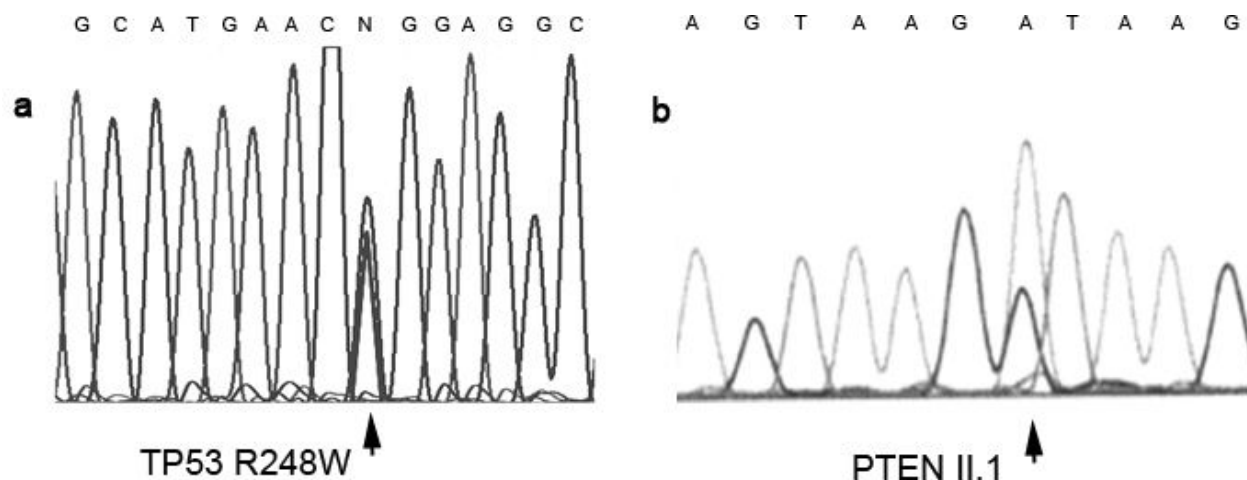 G C A T G A A C N G G A G G C
A G T A A G A T A A G
a
b
TP53 R248W
PTEN II.1